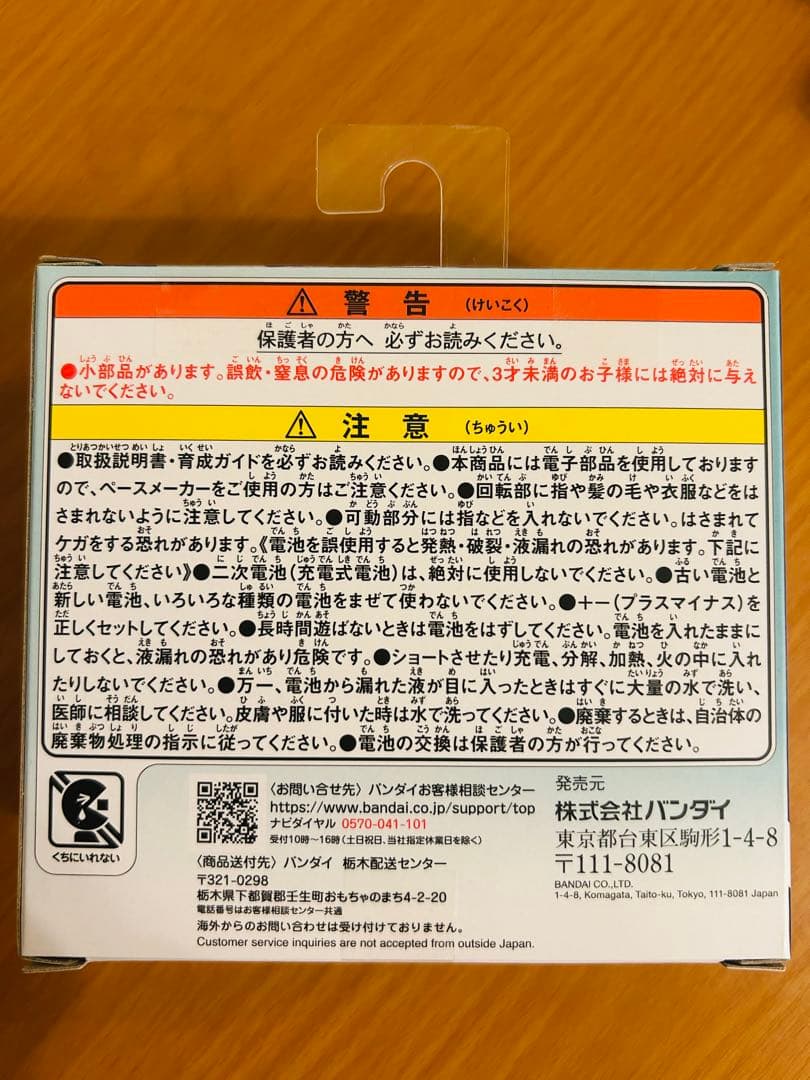 ⚠ 警告 (けいこく)
保護者の方へ 必ずお読みください。
●小部品があります。誤飲・窒息の危険がありますので、3才未満のお子様には絶対に与え
ないでください。
⚠ 注意 (ちゅうい)
●取扱説明書・育成ガイドを必ずお読みください。●本商品には電子部品を使用しております
ので、ペースメーカーをご使用の方はご注意ください。●回転部に指や髪の毛や衣服などをは
さまれないように注意してください。●可動部分には指などを入れないでください。はさまれて
ケガをする恐れがあります。《電池を誤使用すると発熱・破裂・液漏れの恐れがあります。下記に
注意してください》●二次電池(充電式電池)は、絶対に使用しないでください。●古い電池と
新しい電池、いろいろな種類の電池をまぜて使わないでください。●+-(プラスマイナス)を
正しくセットしてください。●長時間遊ばないときは電池をはずしてください。電池を入れたままに
しておくと、液漏れの恐れがあり危険です。●ショートさせたり充電、分解、加熱、火の中に入れ
たりしないでください。●万一、電池から漏れた液が目に入ったときはすぐに大量の水で洗い、
医師に相談してください。皮膚や服に付いた時は水で洗ってください。●廃棄するときは、自治体の
廃棄物処理の指示に従ってください。●電池の交換は保護者の方が行ってください。
くちにいれない
〈お問い合せ先〉バンダイお客様相談センター
https://www.bandai.co.jp/support/top
ナビダイヤル 0570-041-101
受付10時〜16時(土日祝日、当社指定休業日を除く)
〈商品送付先〉バンダイ 栃木配送センター
〒321-0298
栃木県下都賀郡壬生町おもちゃのまち4-2-20
電話番号はお客様相談センター共通
海外からのお問い合わせは受け付けておりません。
Customer service inquiries are not accepted from outside Japan.
発売元
株式会社バンダイ
東京都台東区駒形1-4-8
〒111-8081
BANDAI CO.,LTD.
1-4-8, Komagata, Taito-ku, Tokyo, 111-8081 Japan